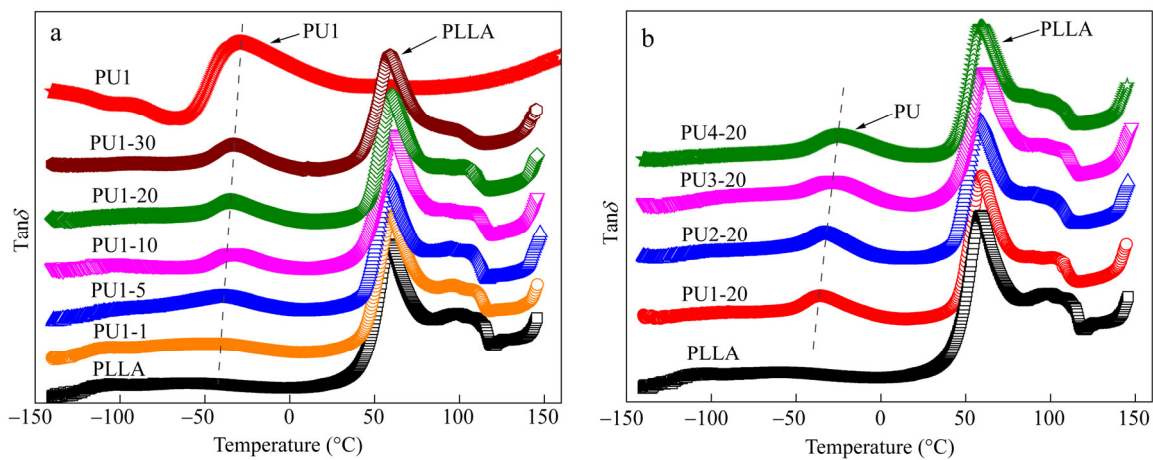 a
PU1
PLLA
PU1
PU1-30
PU1-20
PU1-10
PU1-5
PU1-1
PLLA
Tanδ
−150 −100 −50 0 50 100 150
Temperature (°C)
b
PLLA
PU
PU4-20
PU3-20
PU2-20
PU1-20
PLLA
Tanδ
−150 −100 −50 0 50 100 150
Temperature (°C)